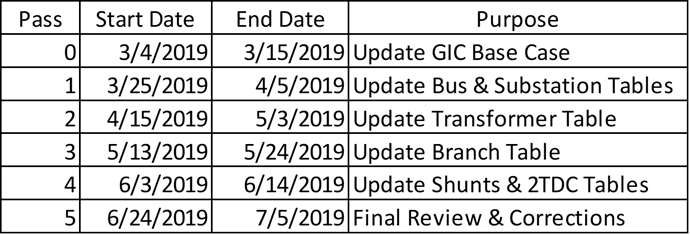 Pass Start Date End Date Purpose
0 3/4/2019 3/15/2019 Update GIC Base Case
1 3/25/2019 4/5/2019 Update Bus & Substation Tables
2 4/15/2019 5/3/2019 Update Transformer Table
3 5/13/2019 5/24/2019 Update Branch Table
4 6/3/2019 6/14/2019 Update Shunts & 2TDC Tables
5 6/24/2019 7/5/2019 Final Review & Corrections